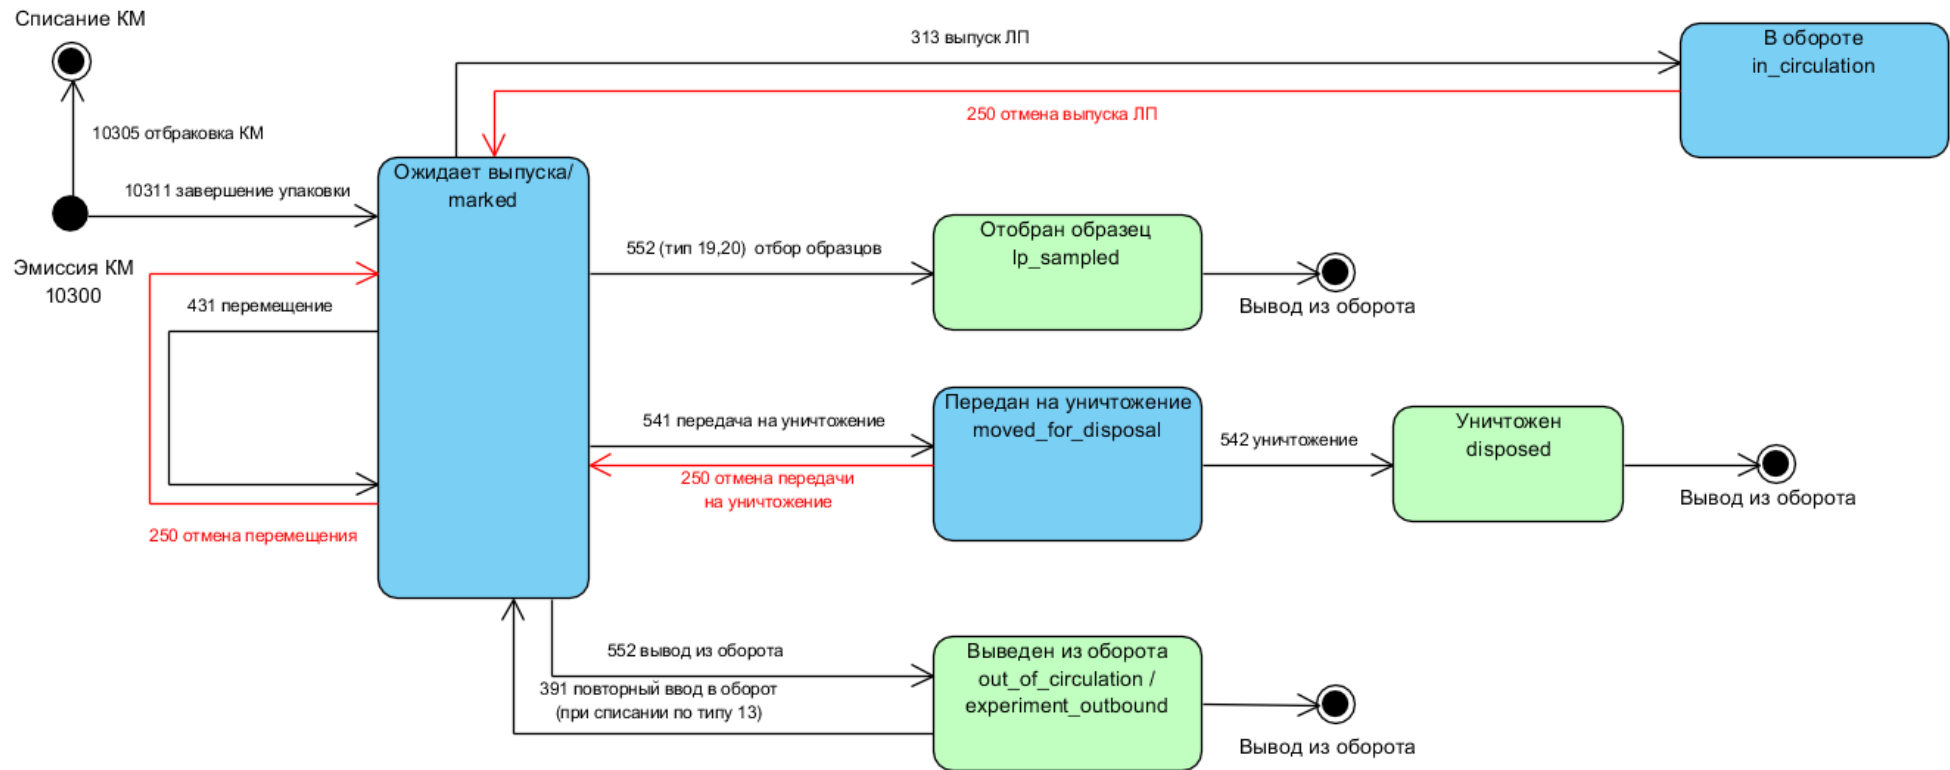 Списание КМ
10305 отбраковка КМ
10311 завершение упаковки
Эмиссия КМ
10300
431 перемещение
250 отмена перемещения
Ожидает выпуска/
marked
313 выпуск ЛП
250 отмена выпуска ЛП
В обороте
in_circulation
552 (тип 19,20) отбор образцов
Отобран образец
lp_sampled
Вывод из оборота
541 передача на уничтожение
250 отмена передачи
на уничтожение
Передан на уничтожение
moved_for_disposal
542 уничтожение
Уничтожен
disposed
Вывод из оборота
552 вывод из оборота
391 повторный ввод в оборот
(при списании по типу 13)
Выведен из оборота
out_of_circulation /
experiment_outbound
Вывод из оборота